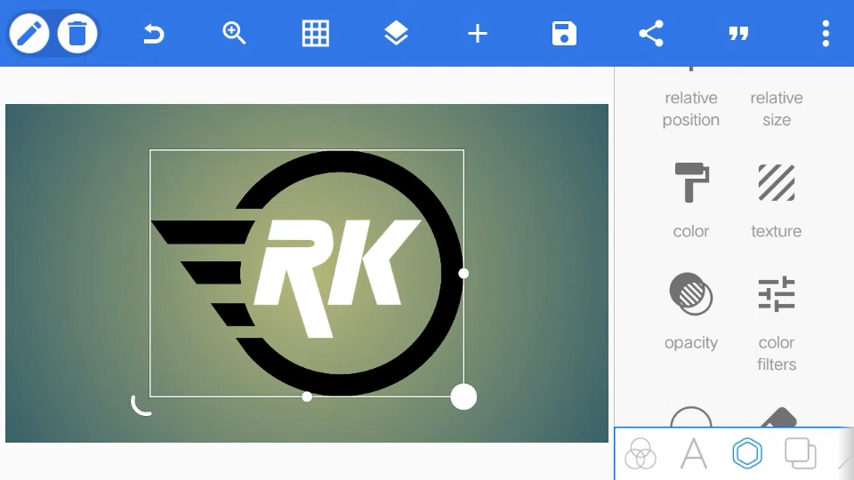 relative
position
relative
size
RK
color
texture
opacity
color
filters